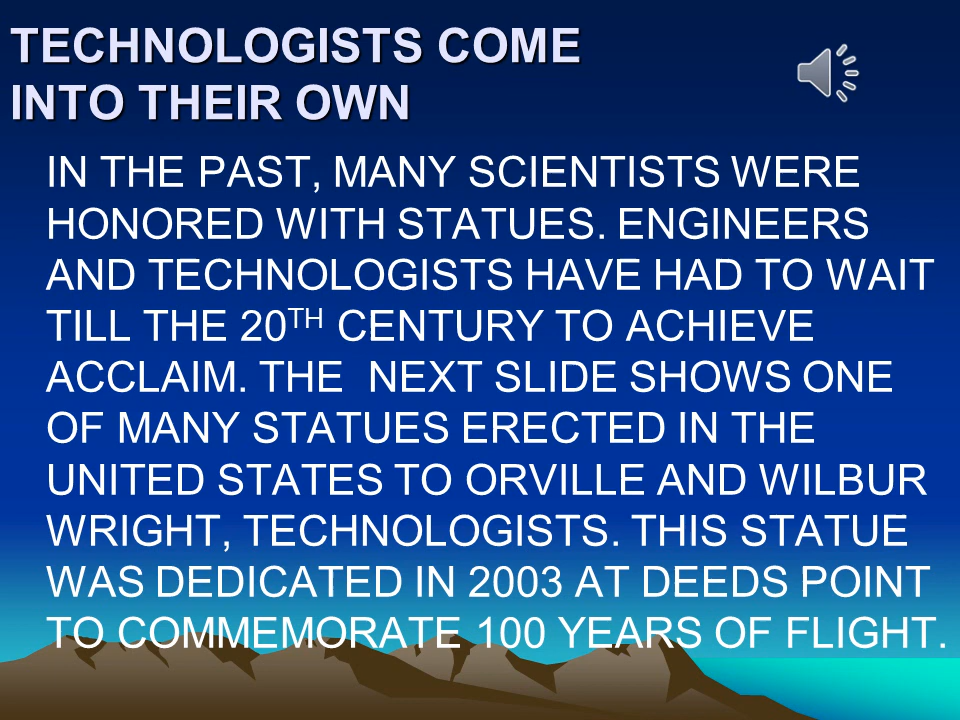 TECHNOLOGISTS COME
INTO THEIR OWN
IN THE PAST, MANY SCIENTISTS WERE
HONORED WITH STATUES. ENGINEERS
AND TECHNOLOGISTS HAVE HAD TO WAIT
TILL THE 20TH CENTURY TO ACHIEVE
ACCLAIM. THE  NEXT SLIDE SHOWS ONE
OF MANY STATUES ERECTED IN THE
UNITED STATES TO ORVILLE AND WILBUR
WRIGHT, TECHNOLOGISTS. THIS STATUE
WAS DEDICATED IN 2003 AT DEEDS POINT
TO COMMEMORATE 100 YEARS OF FLIGHT.